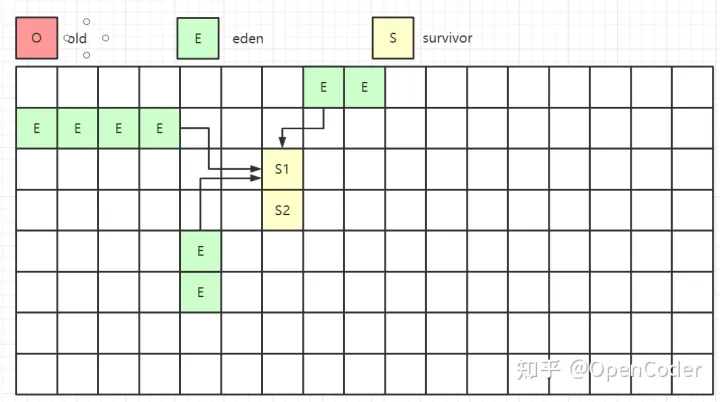 O old E eden S survivor
E E
E E E E
S1
S2
E
E
知乎 @OpenCoder